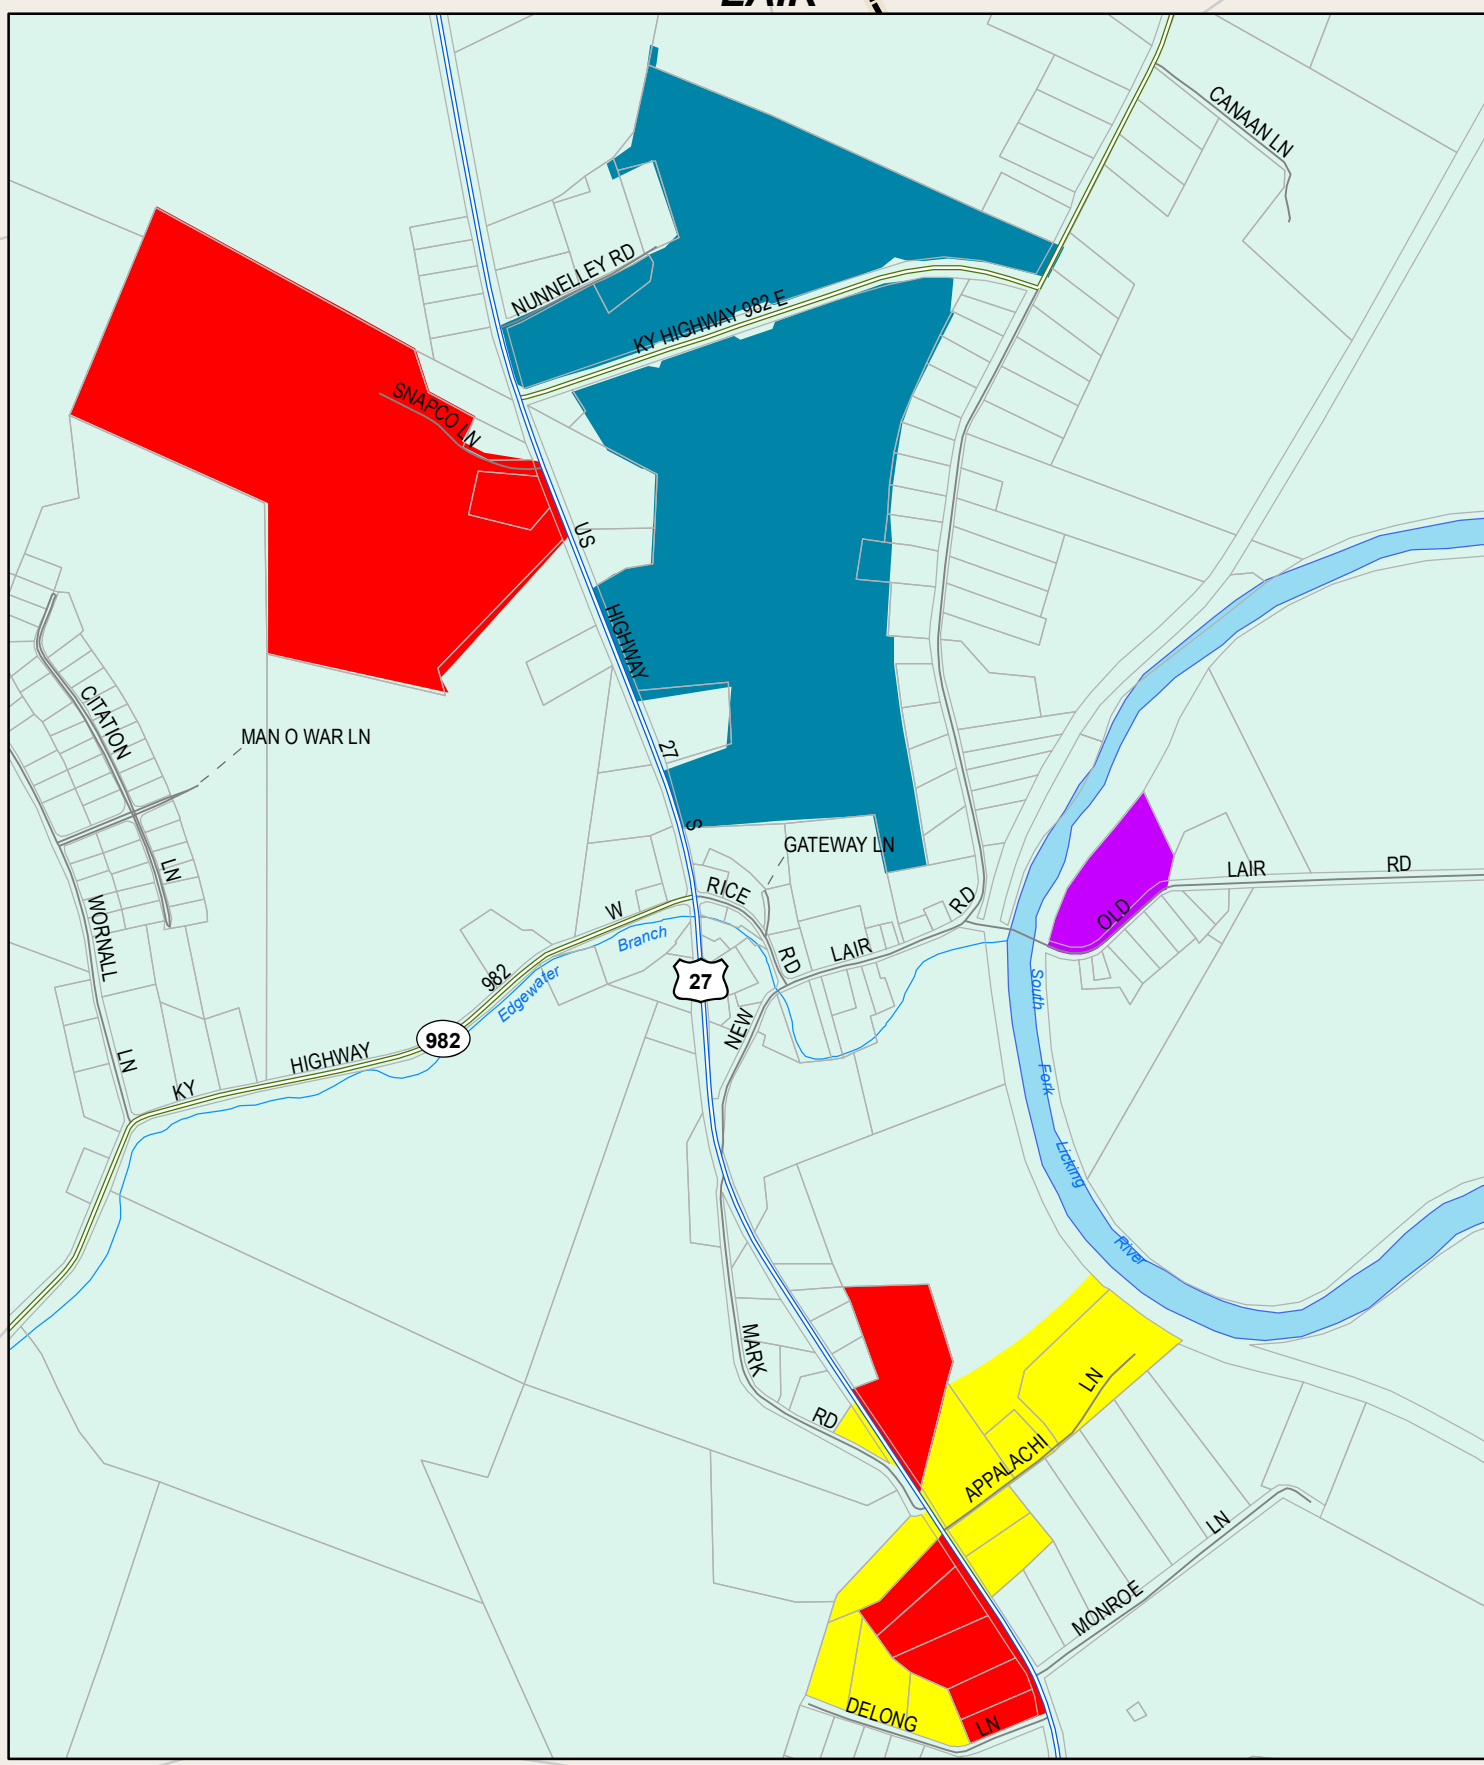 LAIR
CANAAN LN
NUNNELLEY RD
KY HIGHWAY 982 E
SNAPCO LN
US
HIGHWAY
27
S
CITATION
LN
MAN O WAR LN
GATEWAY LN
WORNALL
LN
RICE
RD
W
982
Branch
Edgewater
27
982
HIGHWAY
KY
NEW
LAIR
RD
OLD
LAIR
RD
South
Fork
Licking
River
MARK
RD
LN
APPALACHI
LN
MONROE
DELONG
LN